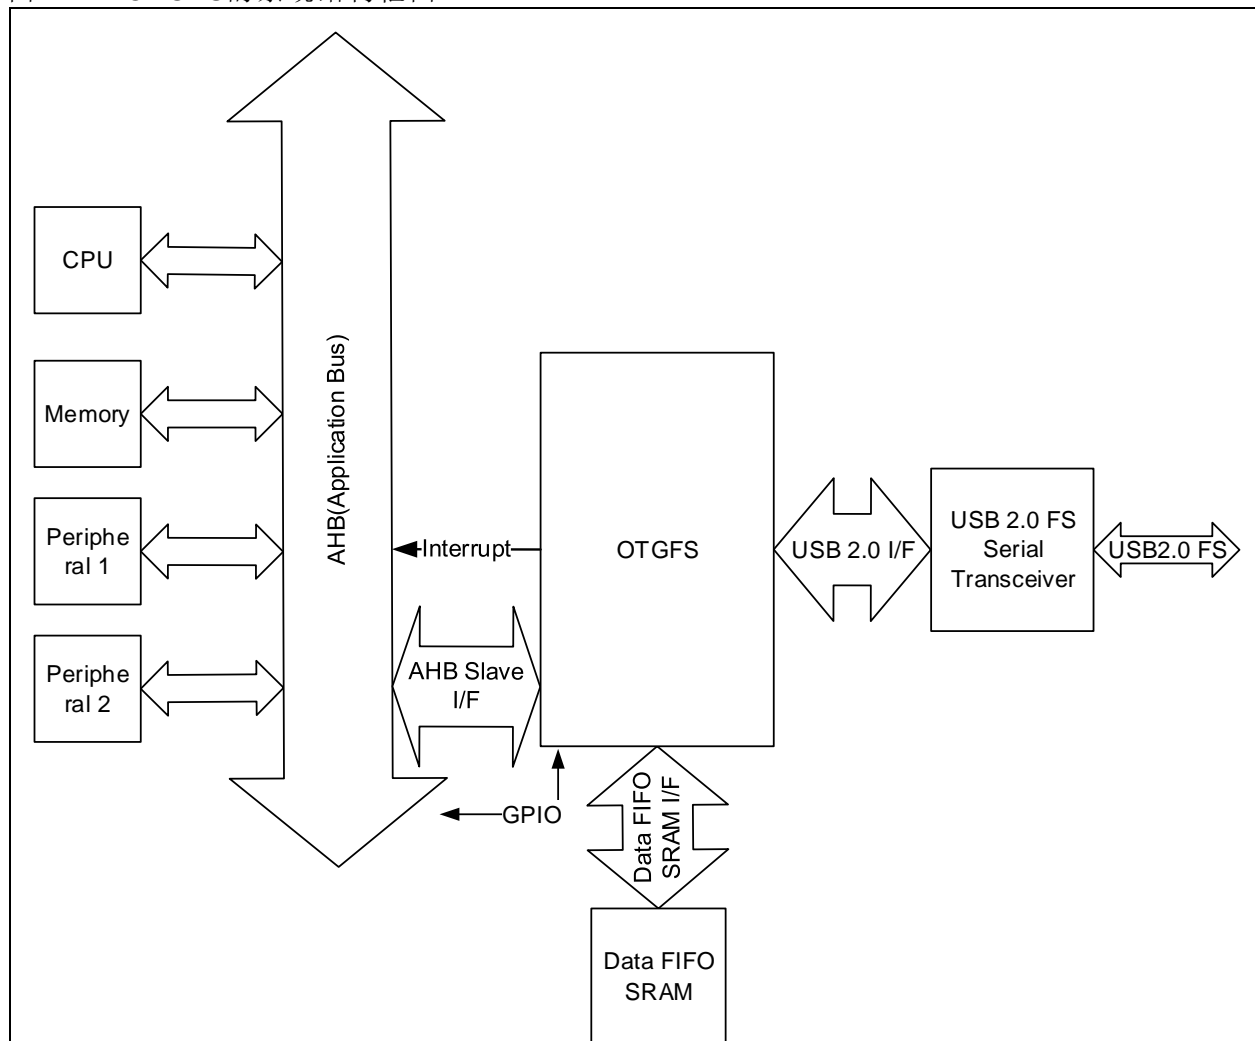 CPU
Memory
Periphe
ral 1
Periphe
ral 2
AHB(Application Bus)
Interrupt
AHB Slave
I/F
GPIO
OTGFS
Data FIFO
SRAM I/F
Data FIFO
SRAM
USB 2.0 I/F
USB 2.0 FS
Serial
Transceiver
USB2.0 FS